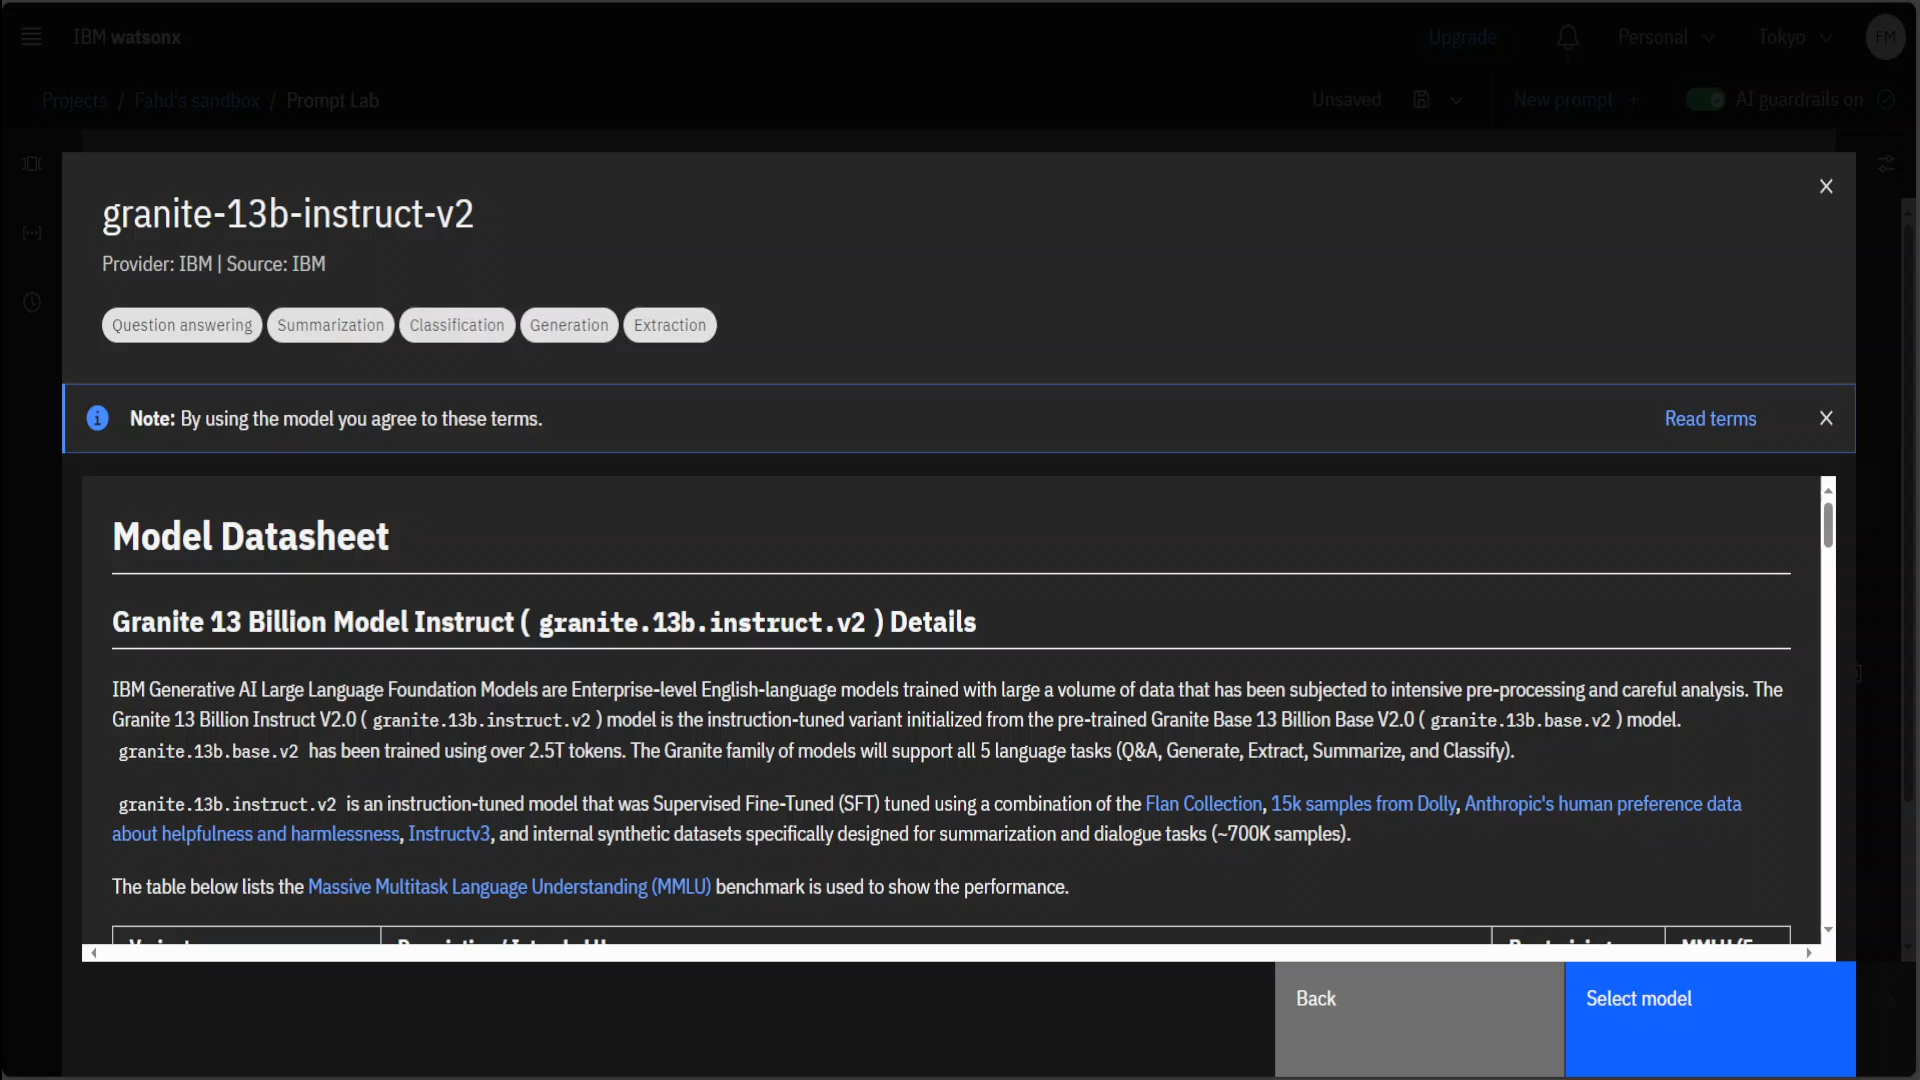 IBM watsonx
Upgrade
Personal
Tokyo
FM
Projects / Fahd's sandbox / Prompt Lab
Unsaved
New prompt +
AI guardrails on
granite-13b-instruct-v2
Provider: IBM | Source: IBM
Question answering Summarization Classification Generation Extraction
Note: By using the model you agree to these terms.
Read terms
Model Datasheet
Granite 13 Billion Model Instruct ( granite.13b.instruct.v2 ) Details
IBM Generative AI Large Language Foundation Models are Enterprise-level English-language models trained with large a volume of data that has been subjected to intensive pre-processing and careful analysis. The
Granite 13 Billion Instruct V2.0 ( granite.13b.instruct.v2 ) model is the instruction-tuned variant initialized from the pre-trained Granite Base 13 Billion Base V2.0 ( granite.13b.base.v2 ) model.
granite.13b.base.v2 has been trained using over 2.5T tokens. The Granite family of models will support all 5 language tasks (Q&A, Generate, Extract, Summarize, and Classify).
granite.13b.instruct.v2 is an instruction-tuned model that was Supervised Fine-Tuned (SFT) tuned using a combination of the Flan Collection, 15k samples from Dolly, Anthropic's human preference data
about helpfulness and harmlessness, Instructv3, and internal synthetic datasets specifically designed for summarization and dialogue tasks (~700K samples).
The table below lists the Massive Multitask Language Understanding (MMLU) benchmark is used to show the performance.
Back
Select model